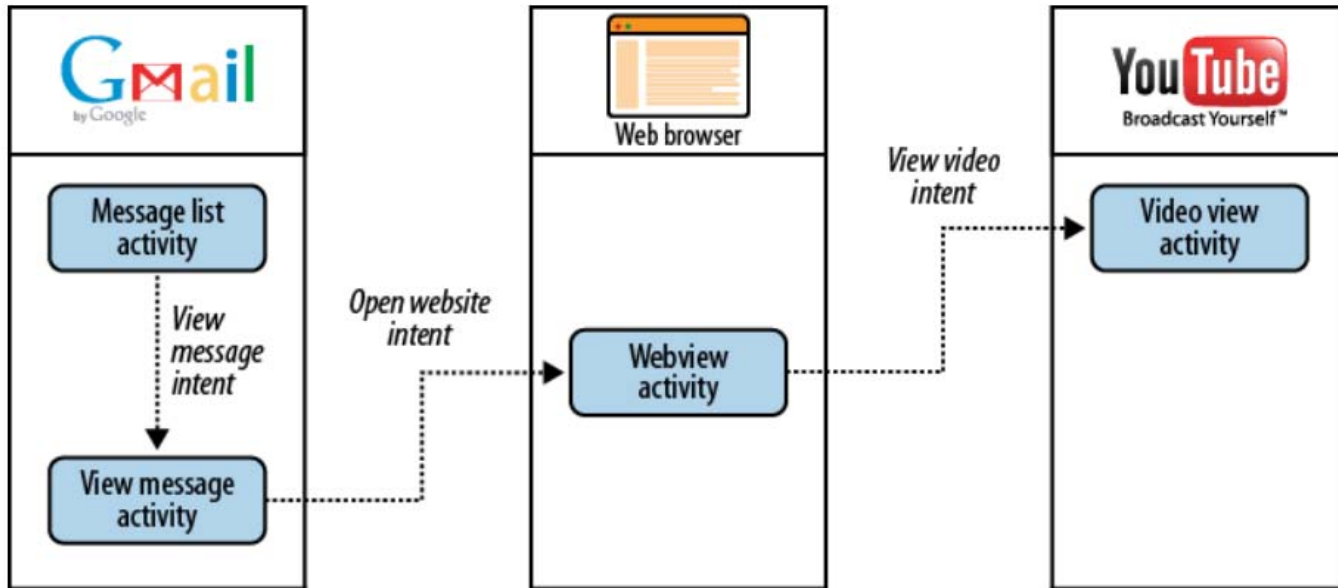 Gmail
by Google
Message list
activity
View
message
intent
View message
activity
Open website
intent
Web browser
Webview
activity
View video
intent
YouTube
Broadcast Yourself™
Video view
activity